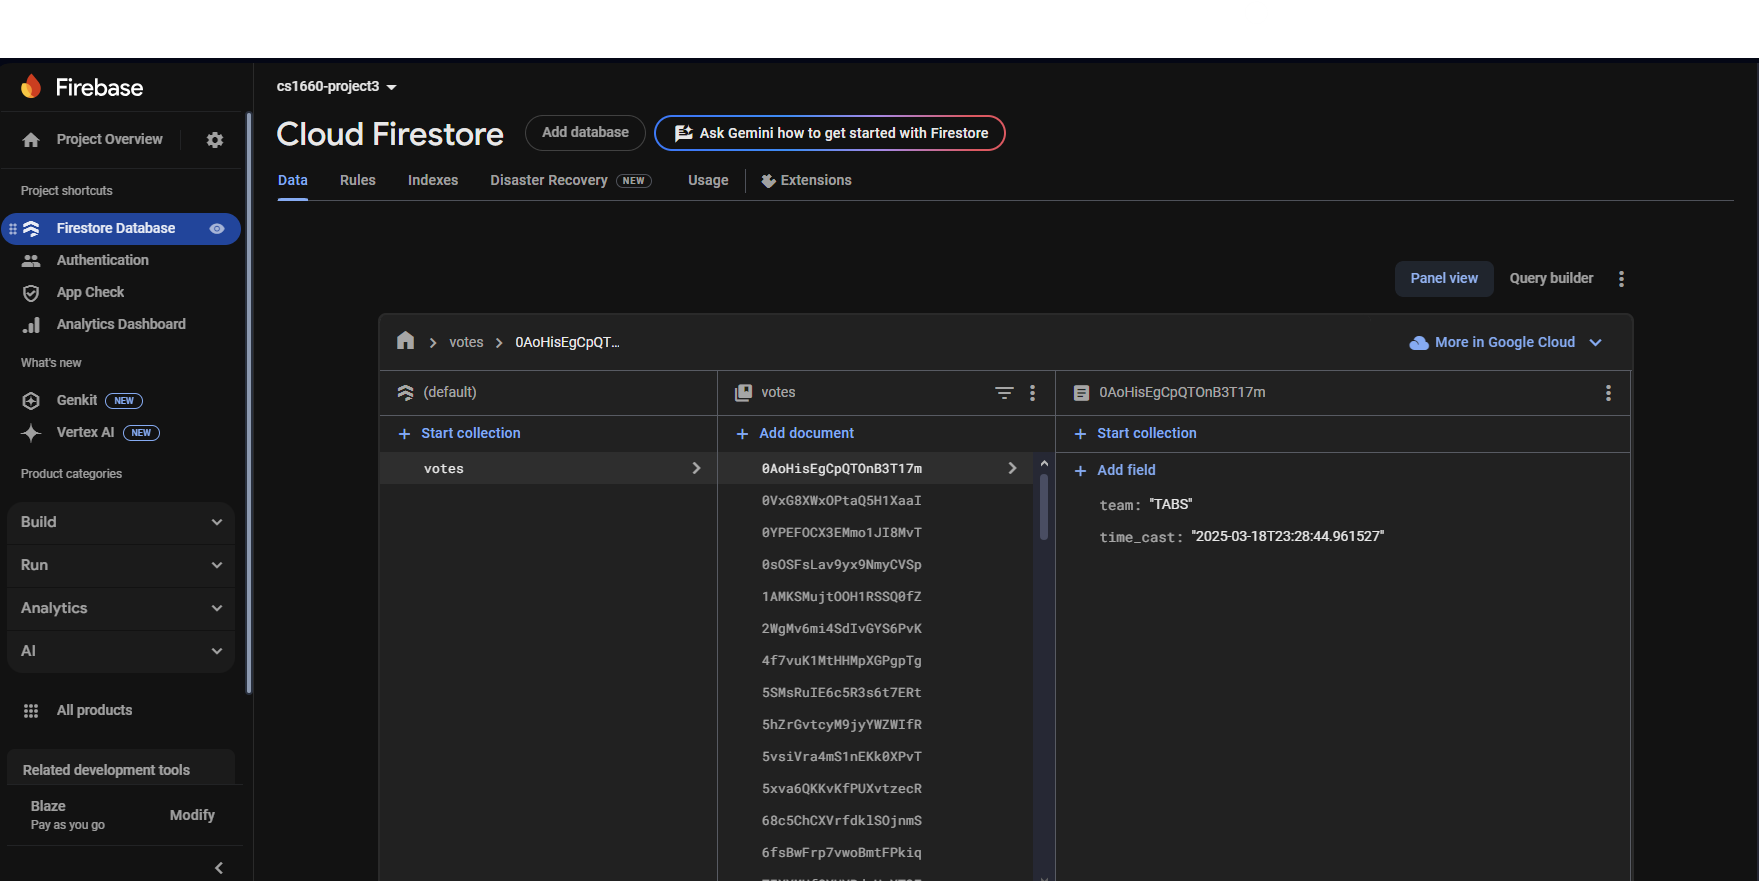 Firebase
cs1660-project3
Project Overview
Cloud Firestore
Add database
Ask Gemini how to get started with Firestore
Data
Rules
Indexes
Disaster Recovery NEW
Usage
Extensions
Project shortcuts
Firestore Database
Authentication
App Check
Analytics Dashboard
What's new
Genkit NEW
Vertex AI NEW
Product categories
Build
Run
Analytics
AI
All products
Related development tools
Blaze
Pay as you go
Modify
Panel view
Query builder
votes
0AoHisEgCpQT...
More in Google Cloud
(default)
Start collection
votes
votes
Add document
0AoHisEgCpQTOnB3T17m
0VxG8XWxOPtaQ5H1XaaI
0YPEFOCX3EMmo1JI8MvT
0sOSFsLav9yx9NmyCVSp
1AMKSMujtOOH1RSSQ0fZ
2WgMv6mi4SdIvGYS6PvK
4f7vuK1MtHHMpXGPgpTg
5SMsRuIE6c5R3s6t7ERt
5hZrGvtcyM9jyYWZWIfR
5vsiVra4mS1nEKk0XPvT
5xva6QKKvKfPUXvtzecR
68c5ChCXVrfdklSOjnmS
6fsBwFrp7vwoBmtFPkiq
0AoHisEgCpQTOnB3T17m
Start collection
Add field
team: "TABS"
time_cast: "2025-03-18T23:28:44.961527"